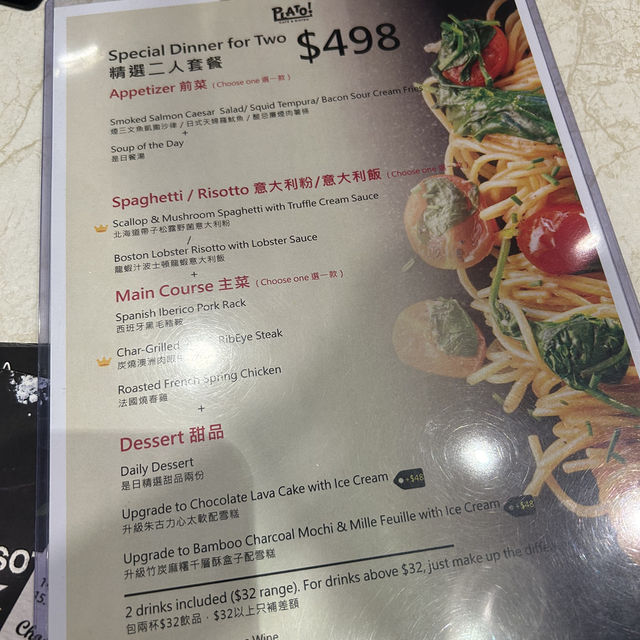 PLATO!
CAFE & BISTRO
Special Dinner for Two $498
精選二人套餐
Appetizer 前菜 (Choose one 選一款)
Smoked Salmon Caesar Salad/ Squid Tempura/ Bacon Sour Cream Fries
煙三文魚凱撒沙律 / 日式天婦羅魷魚 / 酸忌廉煙肉薯條
+
Soup of the Day
是日餐湯
Spaghetti / Risotto 意大利粉/意大利飯 (Choose one
Scallop & Mushroom Spaghetti with Truffle Cream Sauce
北海道帶子松露野菌意大利粉
/
Boston Lobster Risotto with Lobster Sauce
龍蝦汁波士頓龍蝦意大利飯
+
Main Course 主菜 (Choose one 選一款)
Spanish Iberico Pork Rack
西班牙黑毛豬鞍
Char-Grilled RibEye Steak
炭燒澳洲肉眼
Roasted French Spring Chicken
法國燒春雞
+
Dessert 甜品
Daily Dessert
是日精選甜品兩份
Upgrade to Chocolate Lava Cake with Ice Cream +$48
升級朱古力心太軟配雪糕
Upgrade to Bamboo Charcoal Mochi & Mille Feuille with Ice Cream +$48
升級竹炭麻糬千層酥盒子配雪糕
2 drinks included ($32 range). For drinks above $32, just make up the
包兩杯$32飲品，$32以上只補差額
Wine